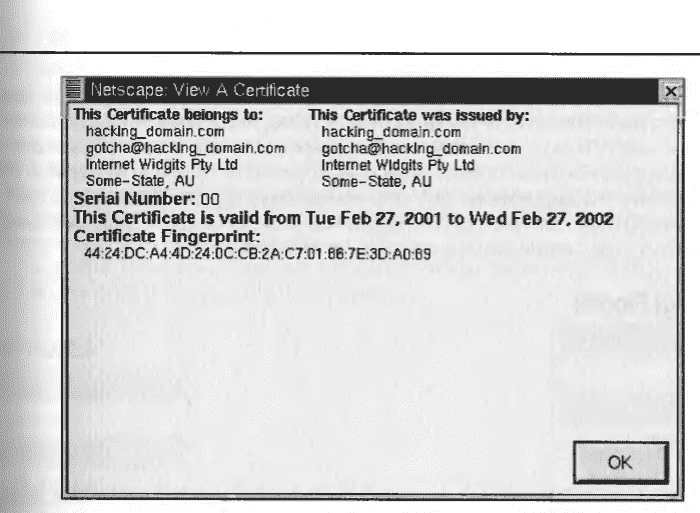 Netscape: View A Certificate
This Certificate belongs to: This Certificate was issued by:
hacking_domain.com hacking_domain.com
gotcha@hacking_domain.com gotcha@hacking_domain.com
Internet Widgits Pty Ltd Internet Widgits Pty Ltd
Some-State, AU Some-State, AU
Serial Number: 00
This Certificate is valid from Tue Feb 27, 2001 to Wed Feb 27, 2002
Certificate Fingerprint:
44:24:DC:A4:4D:24:0C:CB:2A:C7:01:86:7E:3D:A0:69
OK